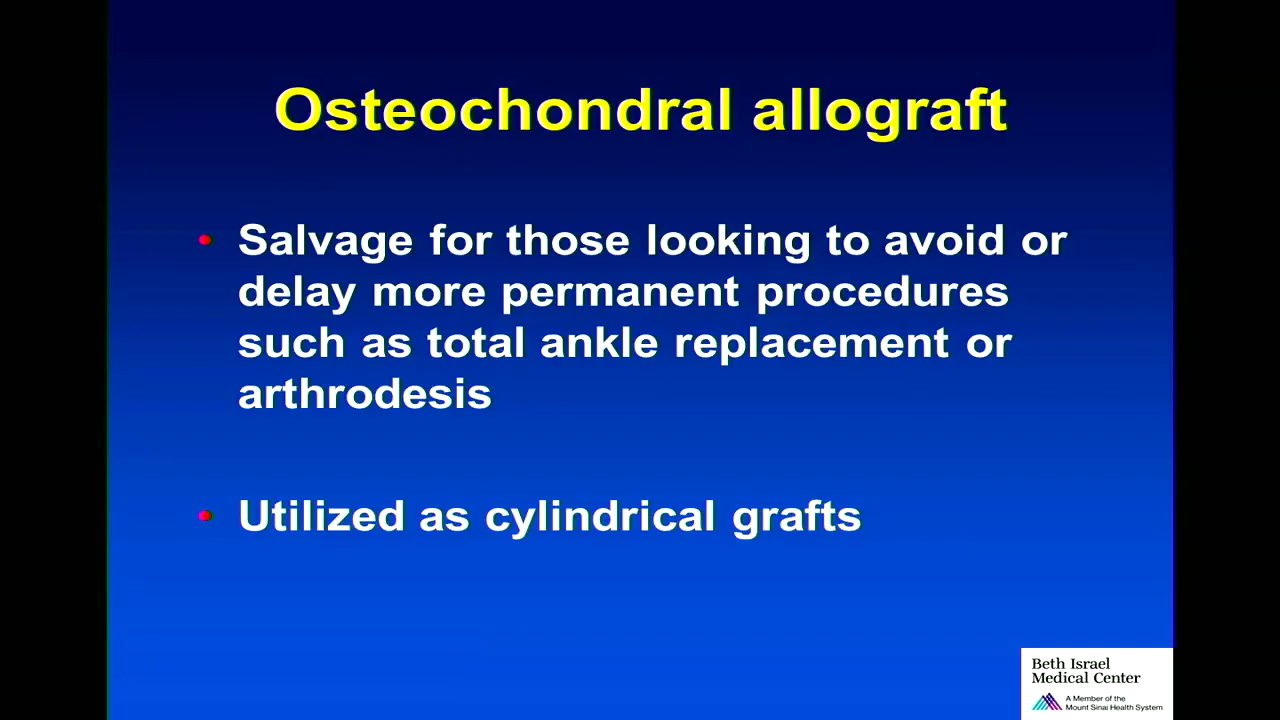 Osteochondral allograft
• Salvage for those looking to avoid or
delay more permanent procedures
such as total ankle replacement or
arthrodesis
• Utilized as cylindrical grafts
Beth Israel
Medical Center
A Member of the
Mount Sinai Health System